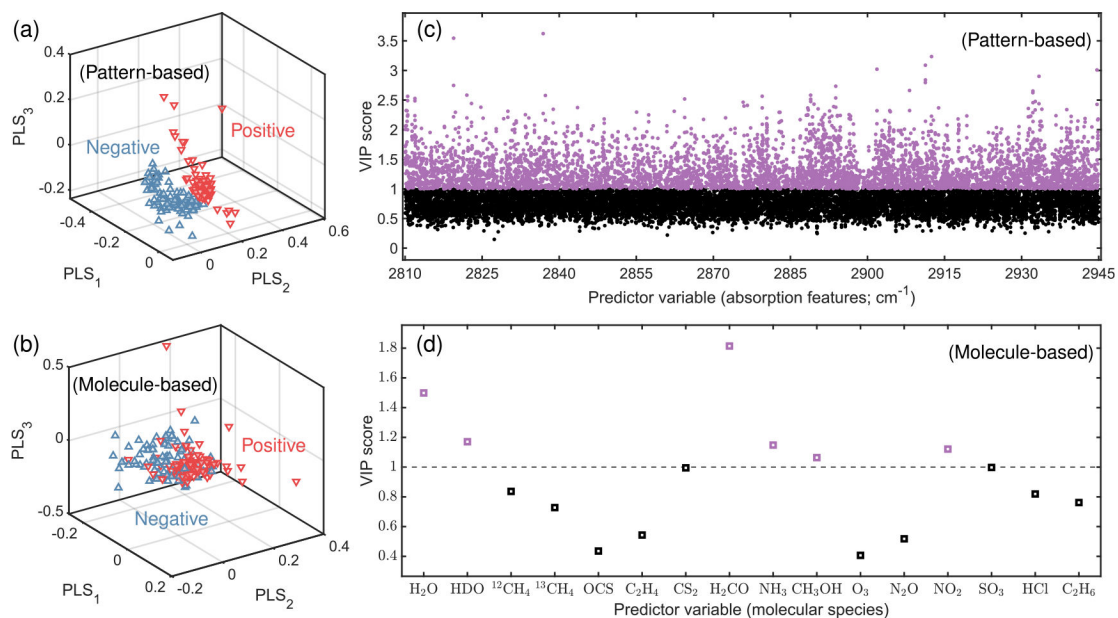 (a)
(Pattern-based)
Positive
Negative
PLS₃
0.4
0.2
0
-0.2
-0.4
-0.2
0
PLS₁
0
0.2
0.4
0.6
PLS₂
(c)
(Pattern-based)
VIP score
3.5
3
2.5
2
1.5
1
0.5
0
2810 2825 2840 2855 2870 2885 2900 2915 2930 2945
Predictor variable (absorption features; cm⁻¹)
(b)
(Molecule-based)
Positive
Negative
PLS₃
0.5
0
-0.5
-0.2
0
0.2
PLS₁
0
0.2
0.4
PLS₂
(d)
(Molecule-based)
VIP score
1.8
1.6
1.4
1.2
1
0.8
0.6
0.4
H₂O HDO ¹²CH₄ ¹³CH₄ OCS C₂H₄ CS₂ H₂CO NH₃ CH₃OH O₃ N₂O NO₂ SO₃ HCl C₂H₆
Predictor variable (molecular species)